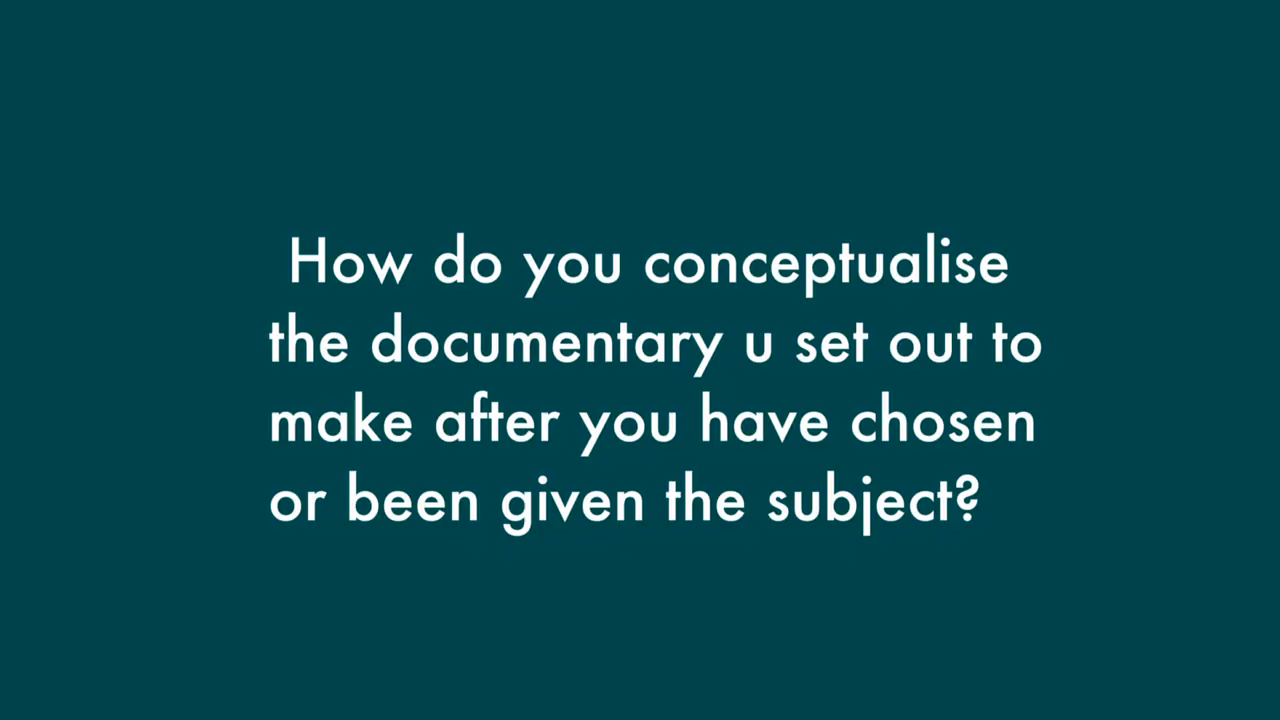 How do you conceptualise
the documentary u set out to
make after you have chosen
or been given the subject?